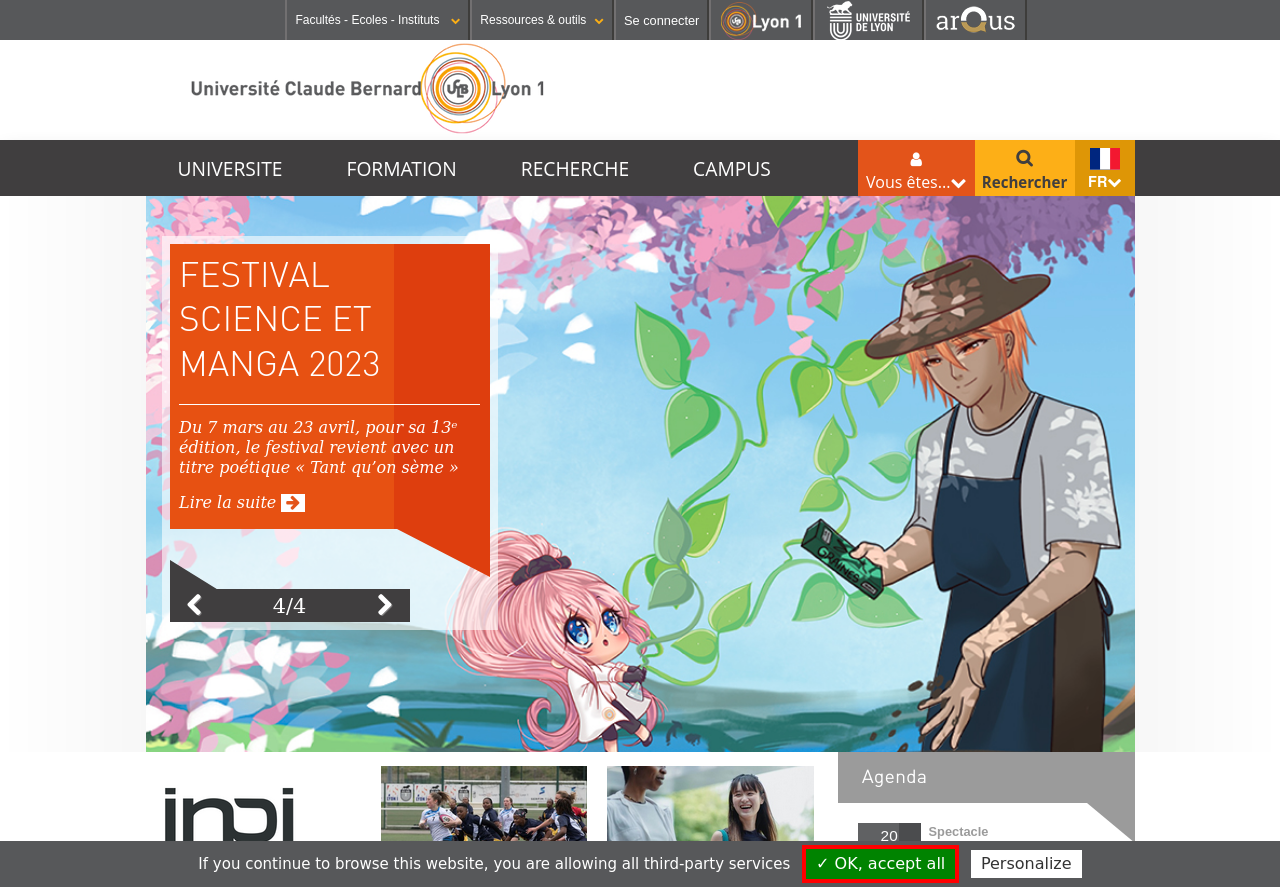 Facultés - Ecoles - Instituts
Ressources & outils
Se connecter
Lyon 1
UNIVERSITÉ DE LYON
arqus
Université Claude Bernard UCBL Lyon 1
UNIVERSITE
FORMATION
RECHERCHE
CAMPUS
Vous êtes...
Rechercher
FR
FESTIVAL
SCIENCE ET
MANGA 2023
Du 7 mars au 23 avril, pour sa 13ᵉ
édition, le festival revient avec un
titre poétique « Tant qu’on sème »
Lire la suite
4/4
inpi
Agenda
20
Spectacle
If you continue to browse this website, you are allowing all third-party services
✓ OK, accept all
Personalize